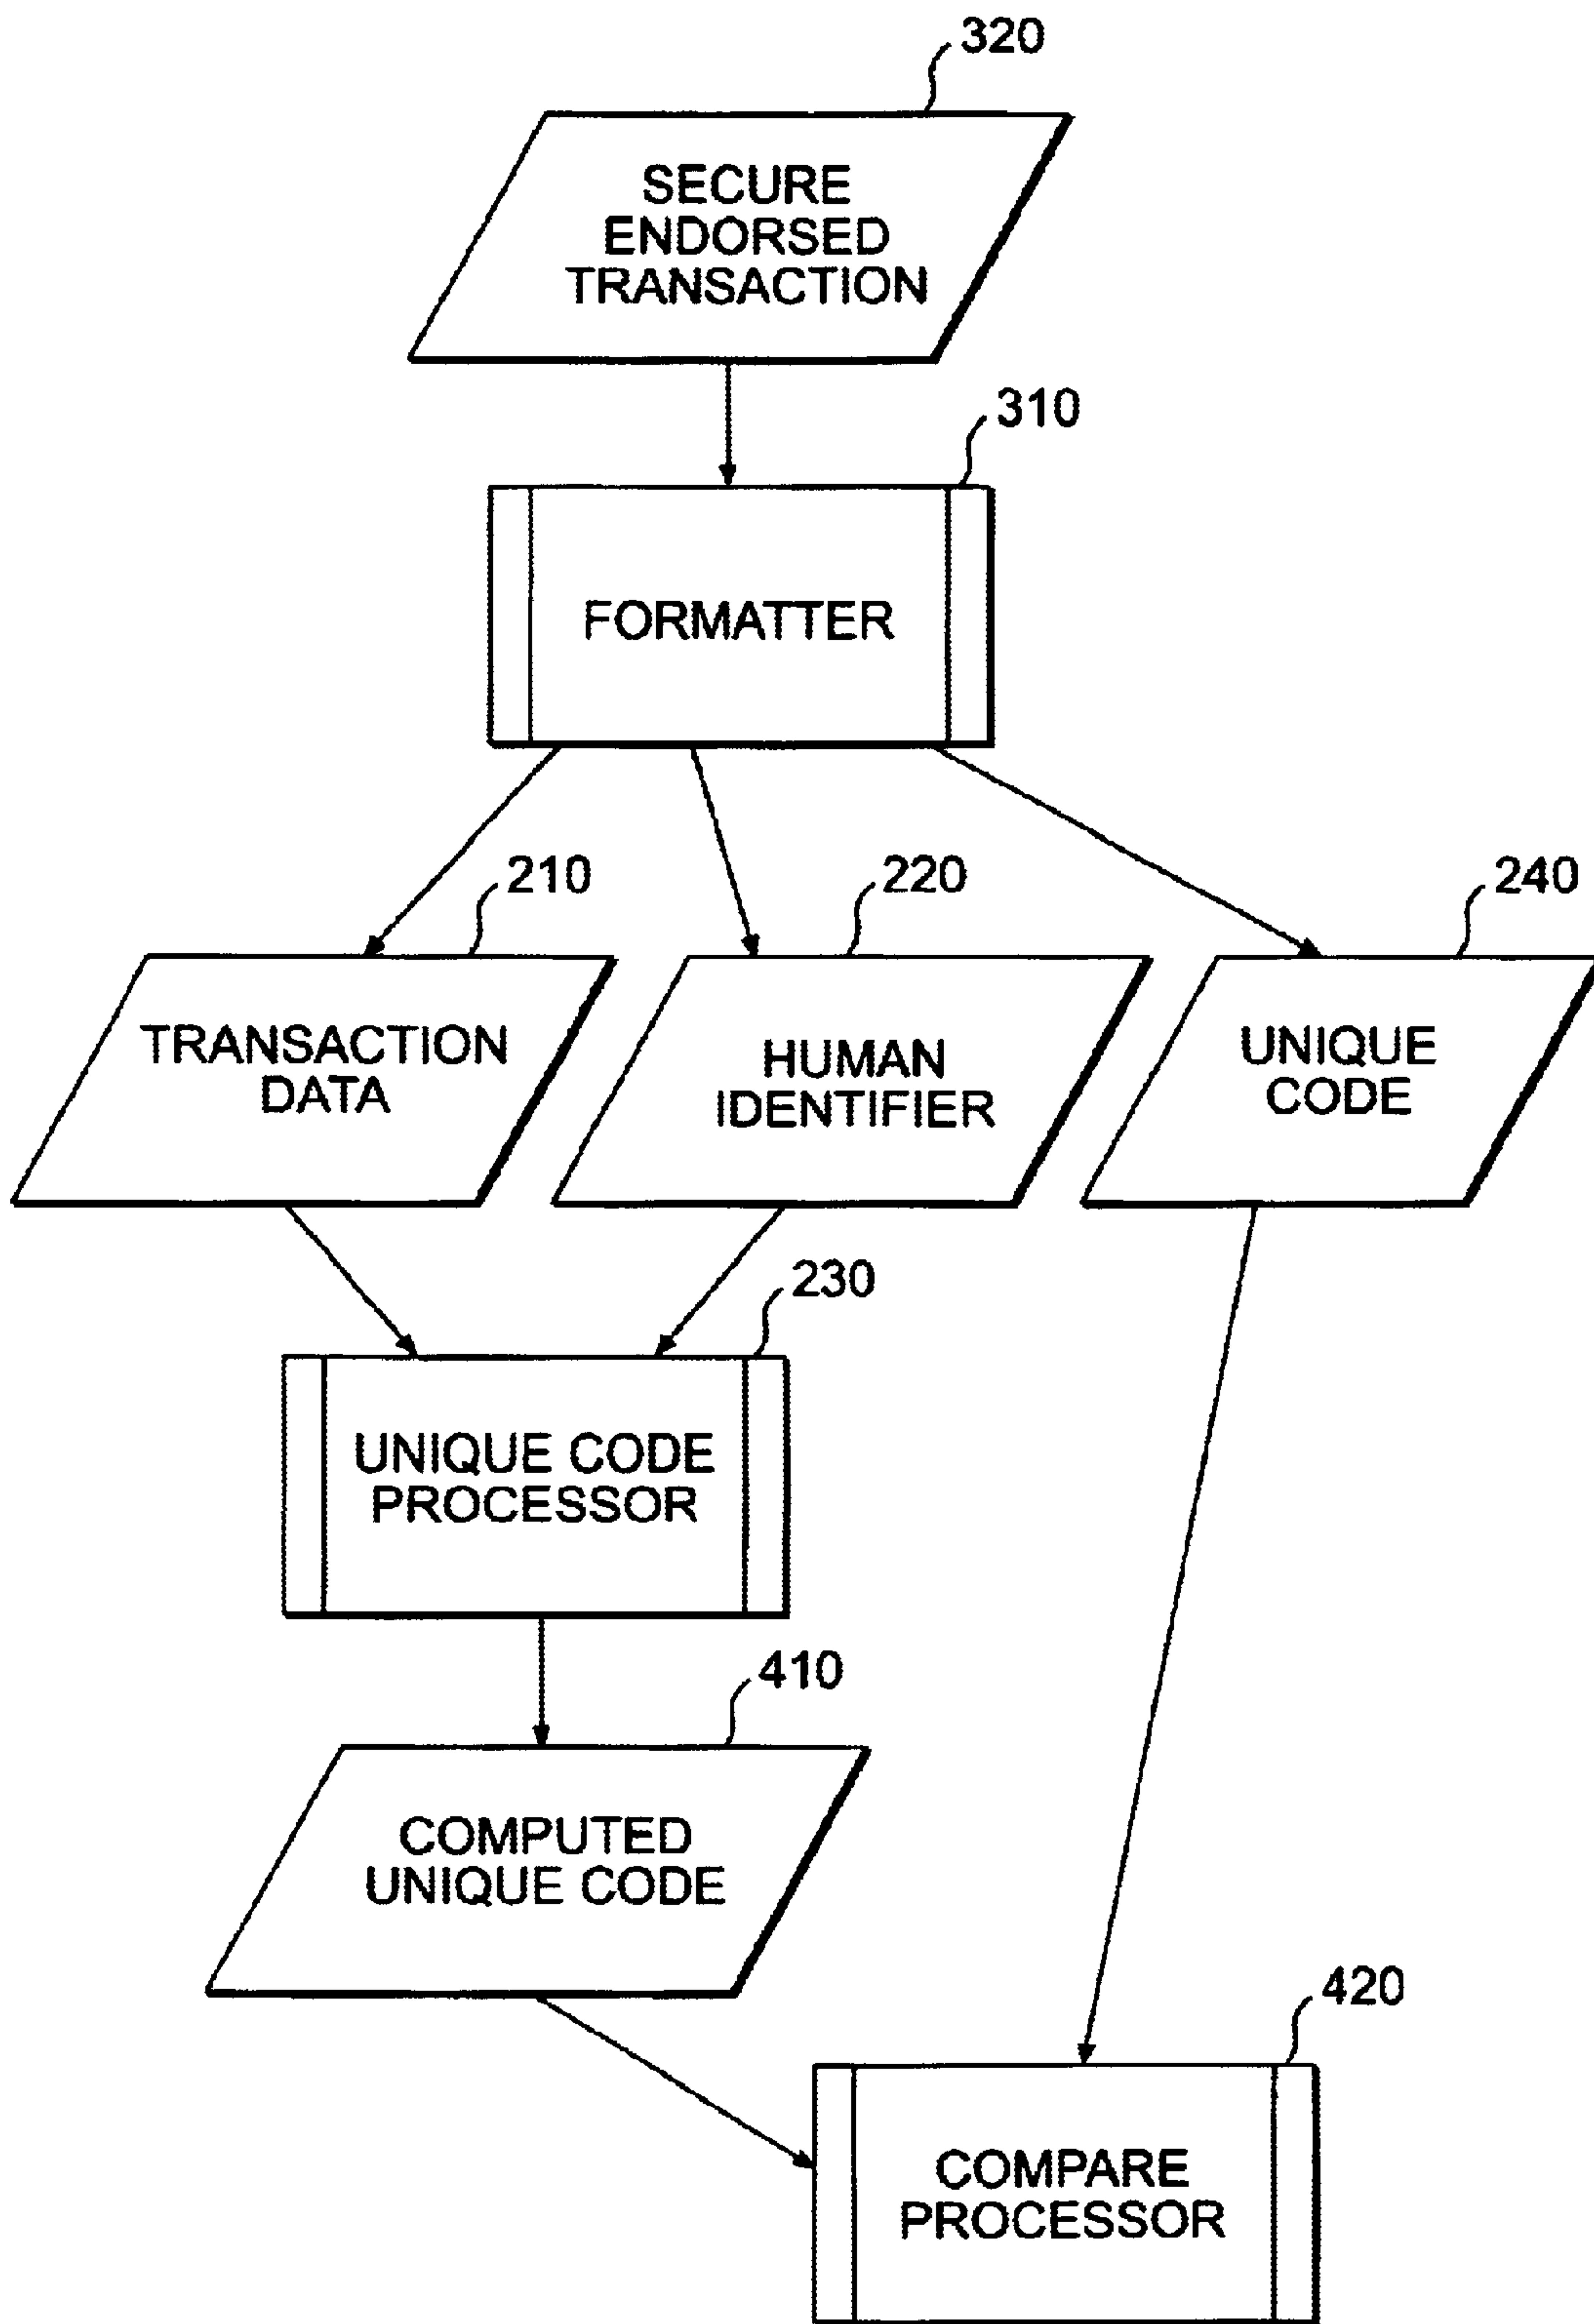 320
SECURE
ENDORSED
TRANSACTION
310
FORMATTER
210
220
240
TRANSACTION
DATA
HUMAN
IDENTIFIER
UNIQUE
CODE
230
UNIQUE CODE
PROCESSOR
410
COMPUTED
UNIQUE CODE
420
COMPARE
PROCESSOR